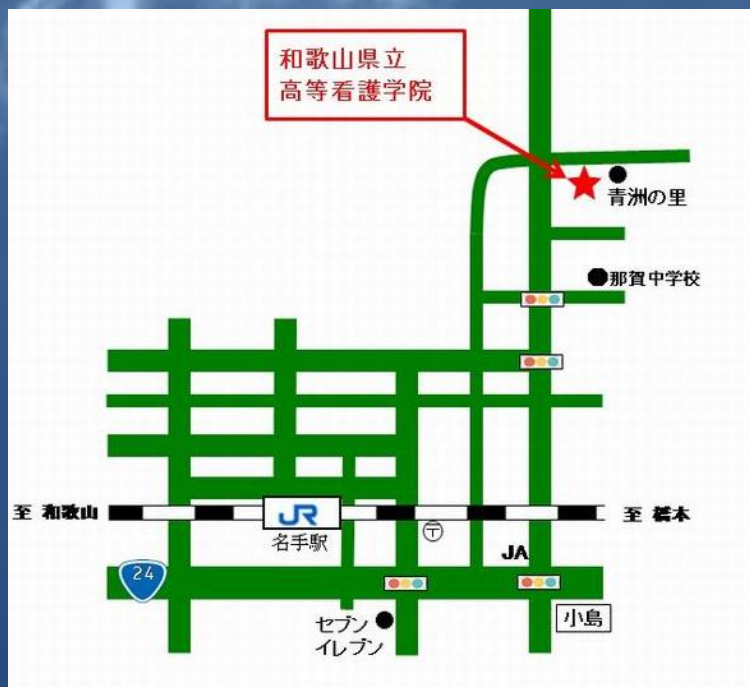 和歌山県立
高等看護学院
青洲の里
那賀中学校
至 和歌山
JR
至 橋本
名手駅
〒
JA
24
小島
セブン
イレブン